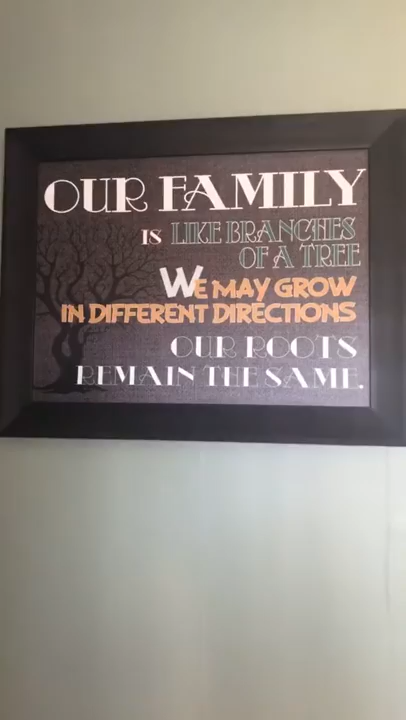 OUR FAMILY
IS LIKE BRANCHES
OF A TREE
WE MAY GROW
IN DIFFERENT DIRECTIONS
OUR ROOTS
REMAIN THE SAME.